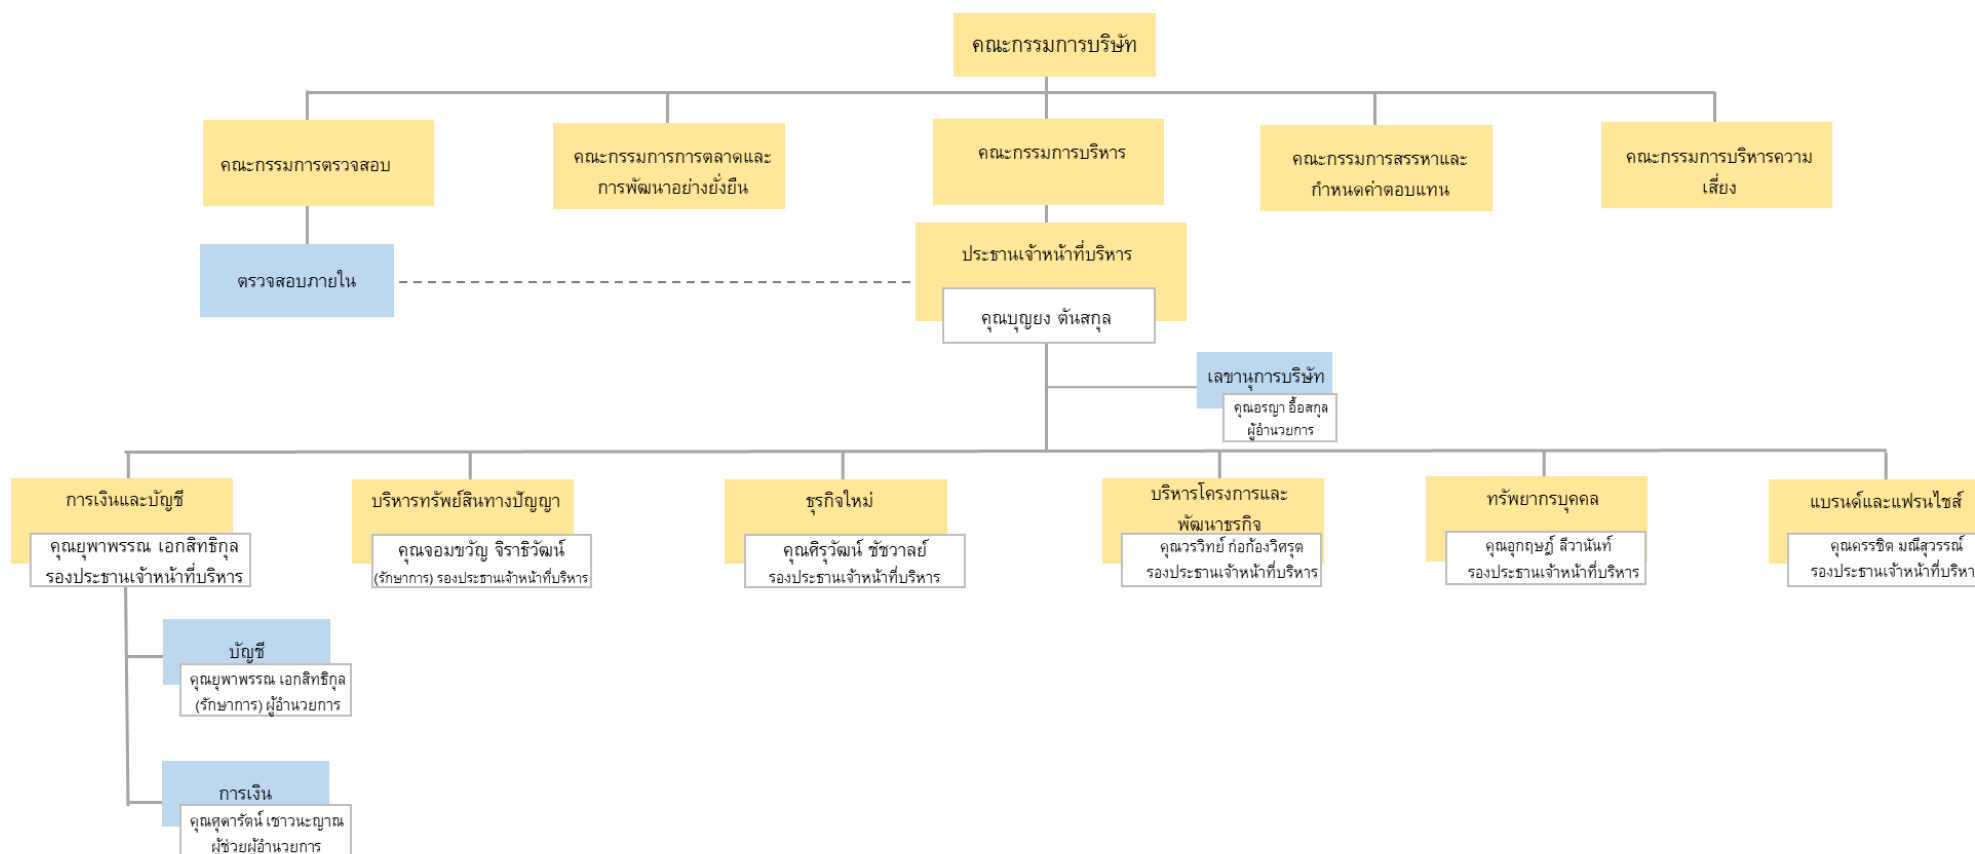 คณะกรรมการบริษัท
คณะกรรมการตรวจสอบ
คณะกรรมการการตลาดและ
การพัฒนาอย่างยั่งยืน
คณะกรรมการบริหาร
คณะกรรมการสรรหาและ
กำหนดค่าตอบแทน
คณะกรรมการบริหารความ
เสี่ยง
ตรวจสอบภายใน
ประธานเจ้าหน้าที่บริหาร
คุณบุญยง ตันสกุล
เลขานุการบริษัท
คุณอรญา อื้อสกุล
ผู้อำนวยการ
การเงินและบัญชี
คุณยุพาพรรณ เอกสิทธิกุล
รองประธานเจ้าหน้าที่บริหาร
บริหารทรัพย์สินทางปัญญา
คุณจอมขวัญ จิราธิวัฒน์
(รักษาการ) รองประธานเจ้าหน้าที่บริหาร
ธุรกิจใหม่
คุณศิรุวัฒน์ ชัชวาลย์
รองประธานเจ้าหน้าที่บริหาร
บริหารโครงการและ
พัฒนาธุรกิจ
คุณวรวิทย์ ก่อก้องวิศรุต
รองประธานเจ้าหน้าที่บริหาร
ทรัพยากรบุคคล
คุณอุกฤษฎ์ ลีวานันท์
รองประธานเจ้าหน้าที่บริหาร
แบรนด์และแฟรนไชส์
คุณครรชิต มณีสุวรรณ์
รองประธานเจ้าหน้าที่บริหา
บัญชี
คุณยุพาพรรณ เอกสิทธิกุล
(รักษาการ) ผู้อำนวยการ
การเงิน
คุณศุดารัตน์ เชาวนะญาณ
ผู้ช่วยผู้อำนวยการ